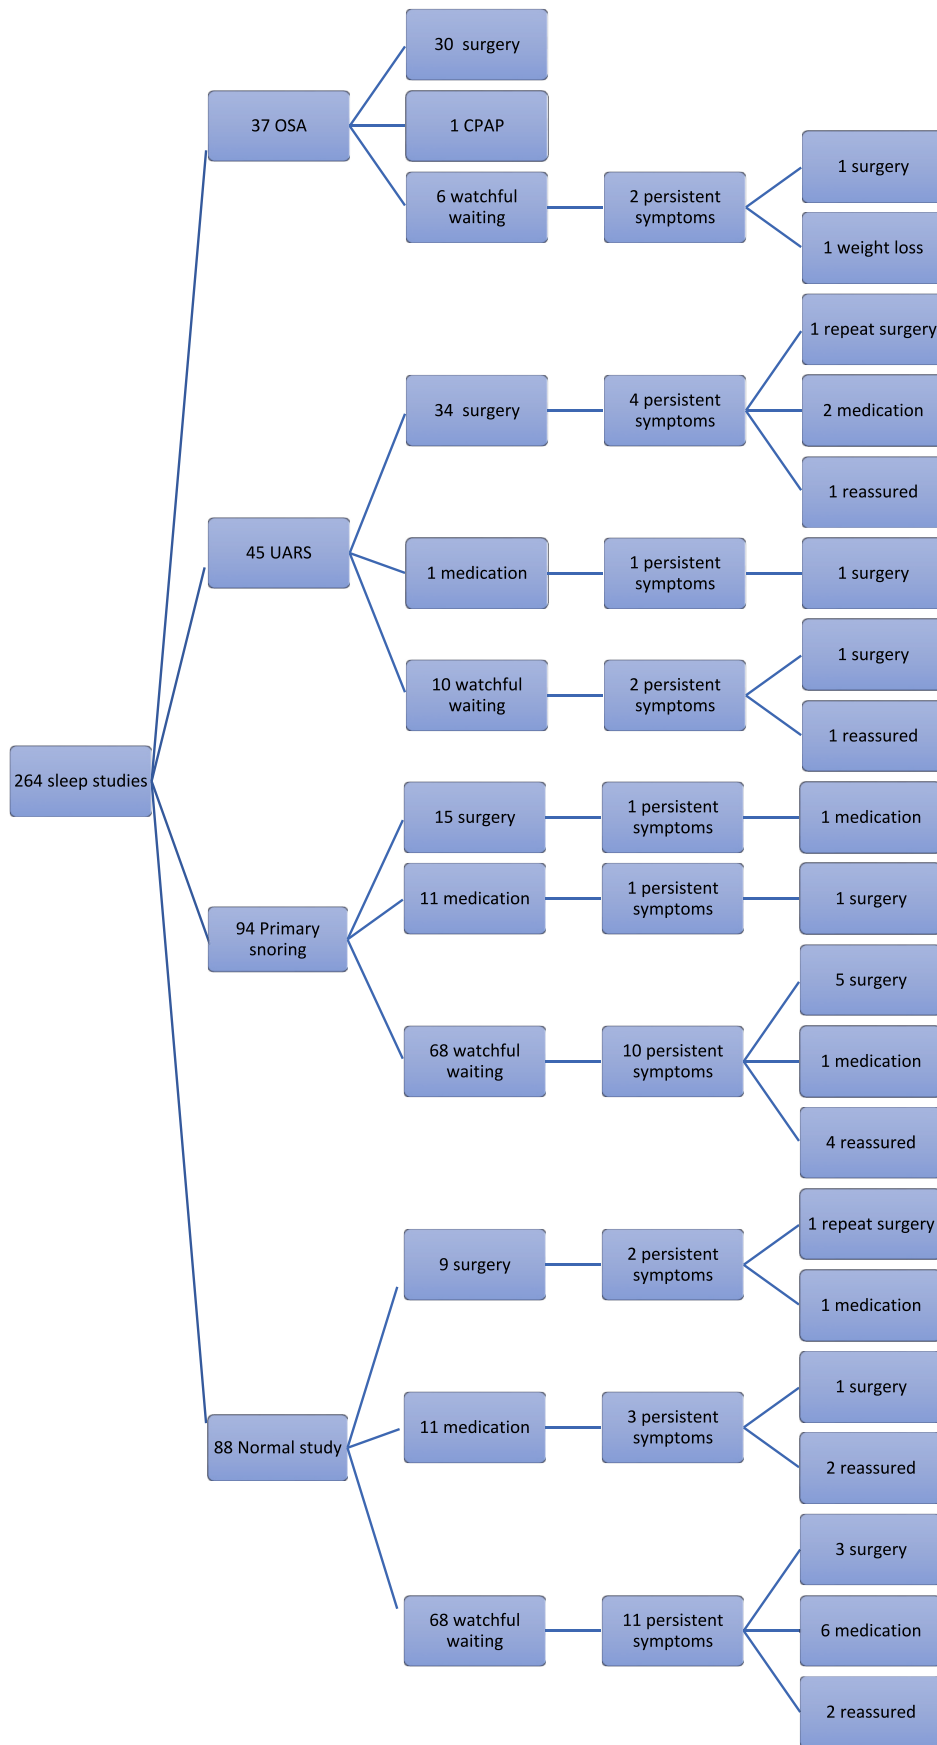 264 sleep studies
37 OSA
30 surgery
1 CPAP
6 watchful
waiting
2 persistent
symptoms
1 surgery
1 weight loss
45 UARS
34 surgery
4 persistent
symptoms
1 repeat surgery
2 medication
1 reassured
1 medication
1 persistent
symptoms
1 surgery
10 watchful
waiting
2 persistent
symptoms
1 surgery
1 reassured
94 Primary
snoring
15 surgery
1 persistent
symptoms
1 medication
11 medication
1 persistent
symptoms
1 surgery
68 watchful
waiting
10 persistent
symptoms
5 surgery
1 medication
4 reassured
88 Normal study
9 surgery
2 persistent
symptoms
1 repeat surgery
1 medication
11 medication
3 persistent
symptoms
1 surgery
2 reassured
68 watchful
waiting
11 persistent
symptoms
3 surgery
6 medication
2 reassured